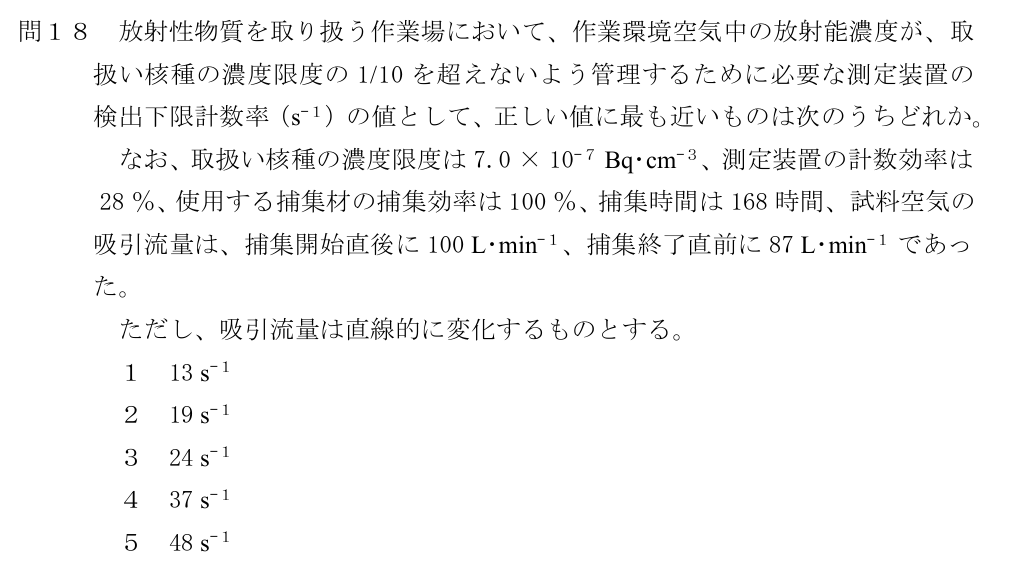 問１８　放射性物質を取り扱う作業場において、作業環境空気中の放射能濃度が、取
扱い核種の濃度限度の 1/10 を超えないよう管理するために必要な測定装置の
検出下限計数率（s⁻¹）の値として、正しい値に最も近いものは次のうちどれか。
なお、取扱い核種の濃度限度は 7.0 × 10⁻⁷ Bq･cm⁻³、測定装置の計数効率は
28 %、使用する捕集材の捕集効率は 100 %、捕集時間は 168 時間、試料空気の
吸引流量は、捕集開始直後に 100 L･min⁻¹、捕集終了直前に 87 L･min⁻¹ であっ
た。
ただし、吸引流量は直線的に変化するものとする。
１　13 s⁻¹
２　19 s⁻¹
３　24 s⁻¹
４　37 s⁻¹
５　48 s⁻¹